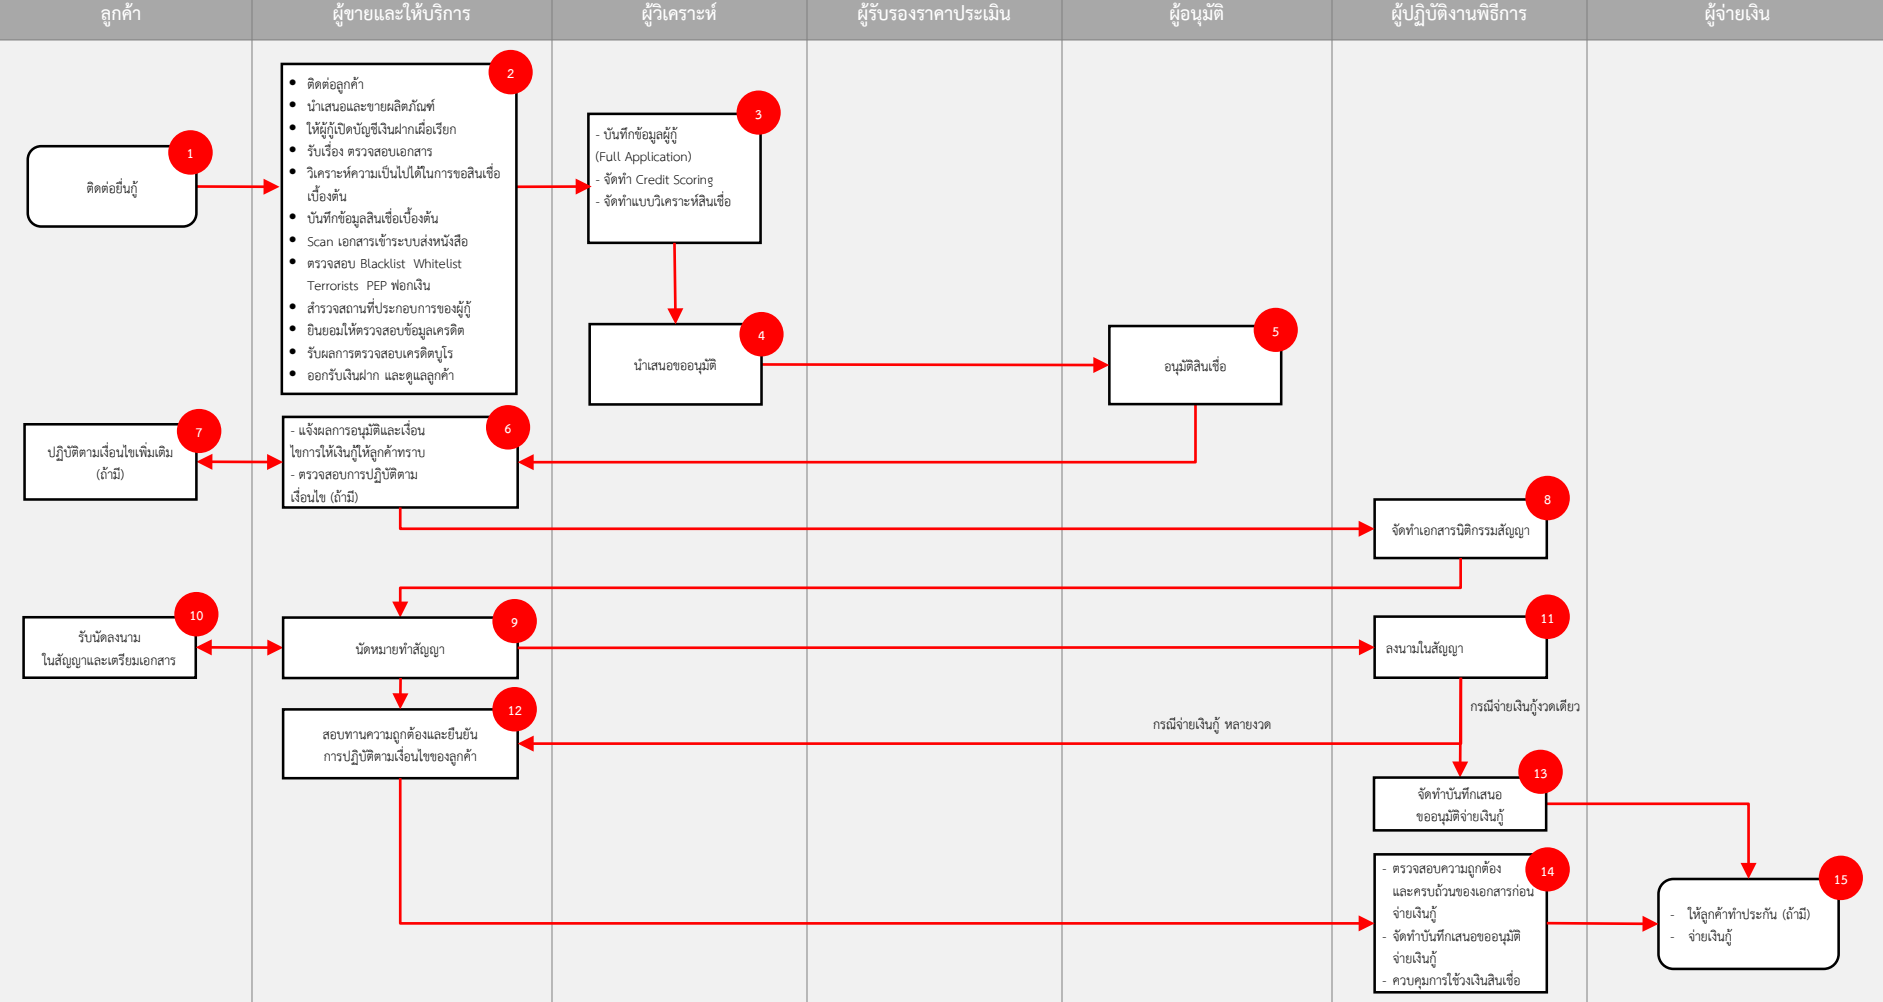 ลูกค้า
ผู้ขายและให้บริการ
ผู้วิเคราะห์
ผู้รับรองราคาประเมิน
ผู้อนุมัติ
ผู้ปฏิบัติงานพิธีการ
ผู้จ่ายเงิน
1
ติดต่อยื่นกู้
2
• ติดต่อลูกค้า
• นำเสนอและขายผลิตภัณฑ์
• ให้ผู้กู้เปิดบัญชีเงินฝากเผื่อเรียก
• รับเรื่อง ตรวจสอบเอกสาร
• วิเคราะห์ความเป็นไปได้ในการขอสินเชื่อ
เบื้องต้น
• บันทึกข้อมูลสินเชื่อเบื้องต้น
• Scan เอกสารเข้าระบบส่งหนังสือ
• ตรวจสอบ Blacklist Whitelist
Terrorists PEP ฟอกเงิน
• สำรวจสถานที่ประกอบการของผู้กู้
• ยินยอมให้ตรวจสอบข้อมูลเครดิต
• รับผลการตรวจสอบเครดิตบูโร
• ออกรับเงินฝาก และดูแลลูกค้า
3
- บันทึกข้อมูลผู้กู้
(Full Application)
- จัดทำ Credit Scoring
- จัดทำแบบวิเคราะห์สินเชื่อ
4
นำเสนอขออนุมัติ
5
อนุมัติสินเชื่อ
6
- แจ้งผลการอนุมัติและเงื่อน
ไขการให้เงินกู้ให้ลูกค้าทราบ
- ตรวจสอบการปฏิบัติตาม
เงื่อนไข (ถ้ามี)
7
ปฏิบัติตามเงื่อนไขเพิ่มเติม
(ถ้ามี)
8
จัดทำเอกสารนิติกรรมสัญญา
9
นัดหมายทำสัญญา
10
รับนัดลงนาม
ในสัญญาและเตรียมเอกสาร
11
ลงนามในสัญญา
กรณีจ่ายเงินกู้งวดเดียว
กรณีจ่ายเงินกู้ หลายงวด
12
สอบทานความถูกต้องและยืนยัน
การปฏิบัติตามเงื่อนไขของลูกค้า
13
จัดทำบันทึกเสนอ
ขออนุมัติจ่ายเงินกู้
14
- ตรวจสอบความถูกต้อง
และครบถ้วนของเอกสารก่อน
จ่ายเงินกู้
- จัดทำบันทึกเสนอขออนุมัติ
จ่ายเงินกู้
- ควบคุมการใช้วงเงินสินเชื่อ
15
- ให้ลูกค้าทำประกัน (ถ้ามี)
- จ่ายเงินกู้